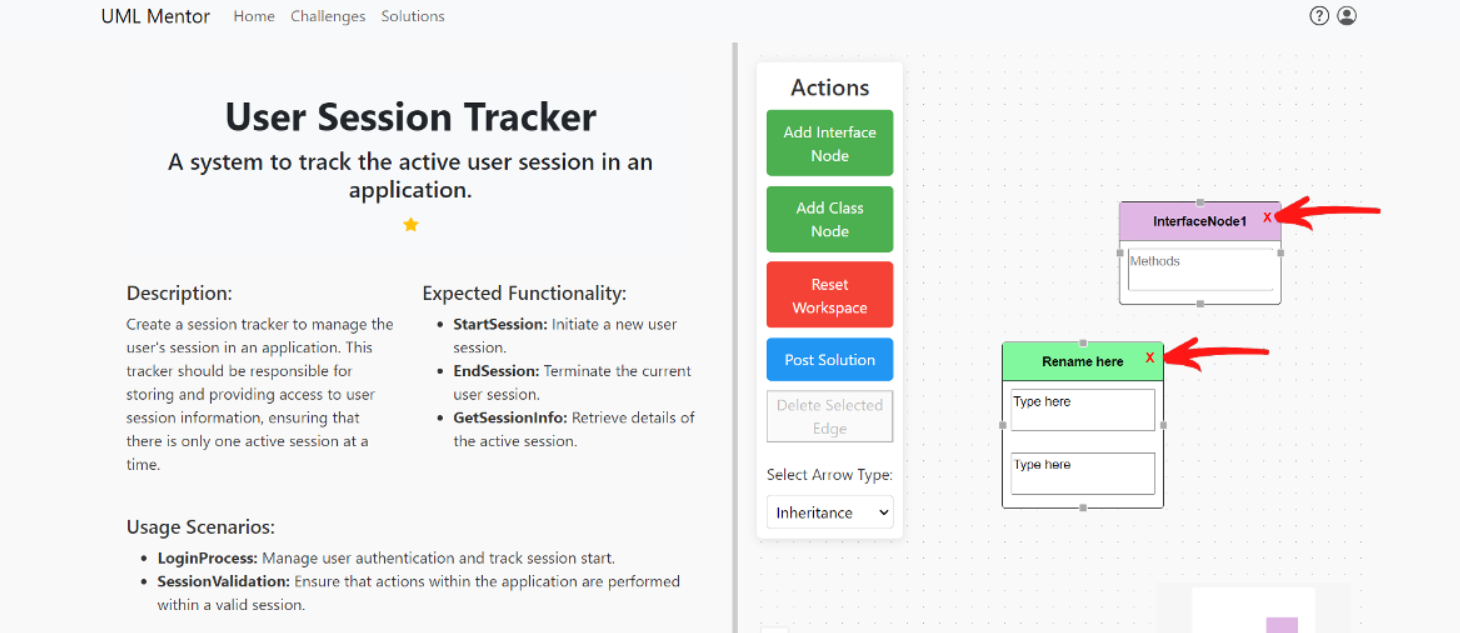 UML Mentor Home Challenges Solutions
User Session Tracker
A system to track the active user session in an
application.
Description:
Create a session tracker to manage the
user's session in an application. This
tracker should be responsible for
storing and providing access to user
session information, ensuring that
there is only one active session at a
time.
Expected Functionality:
• StartSession: Initiate a new user
session.
• EndSession: Terminate the current
user session.
• GetSessionInfo: Retrieve details of
the active session.
Usage Scenarios:
• LoginProcess: Manage user authentication and track session start.
• SessionValidation: Ensure that actions within the application are performed
within a valid session.
Actions
Add Interface
Node
Add Class
Node
Reset
Workspace
Post Solution
Delete Selected
Edge
Select Arrow Type:
Inheritance
InterfaceNode1 X
Methods
Rename here X
Type here
Type here